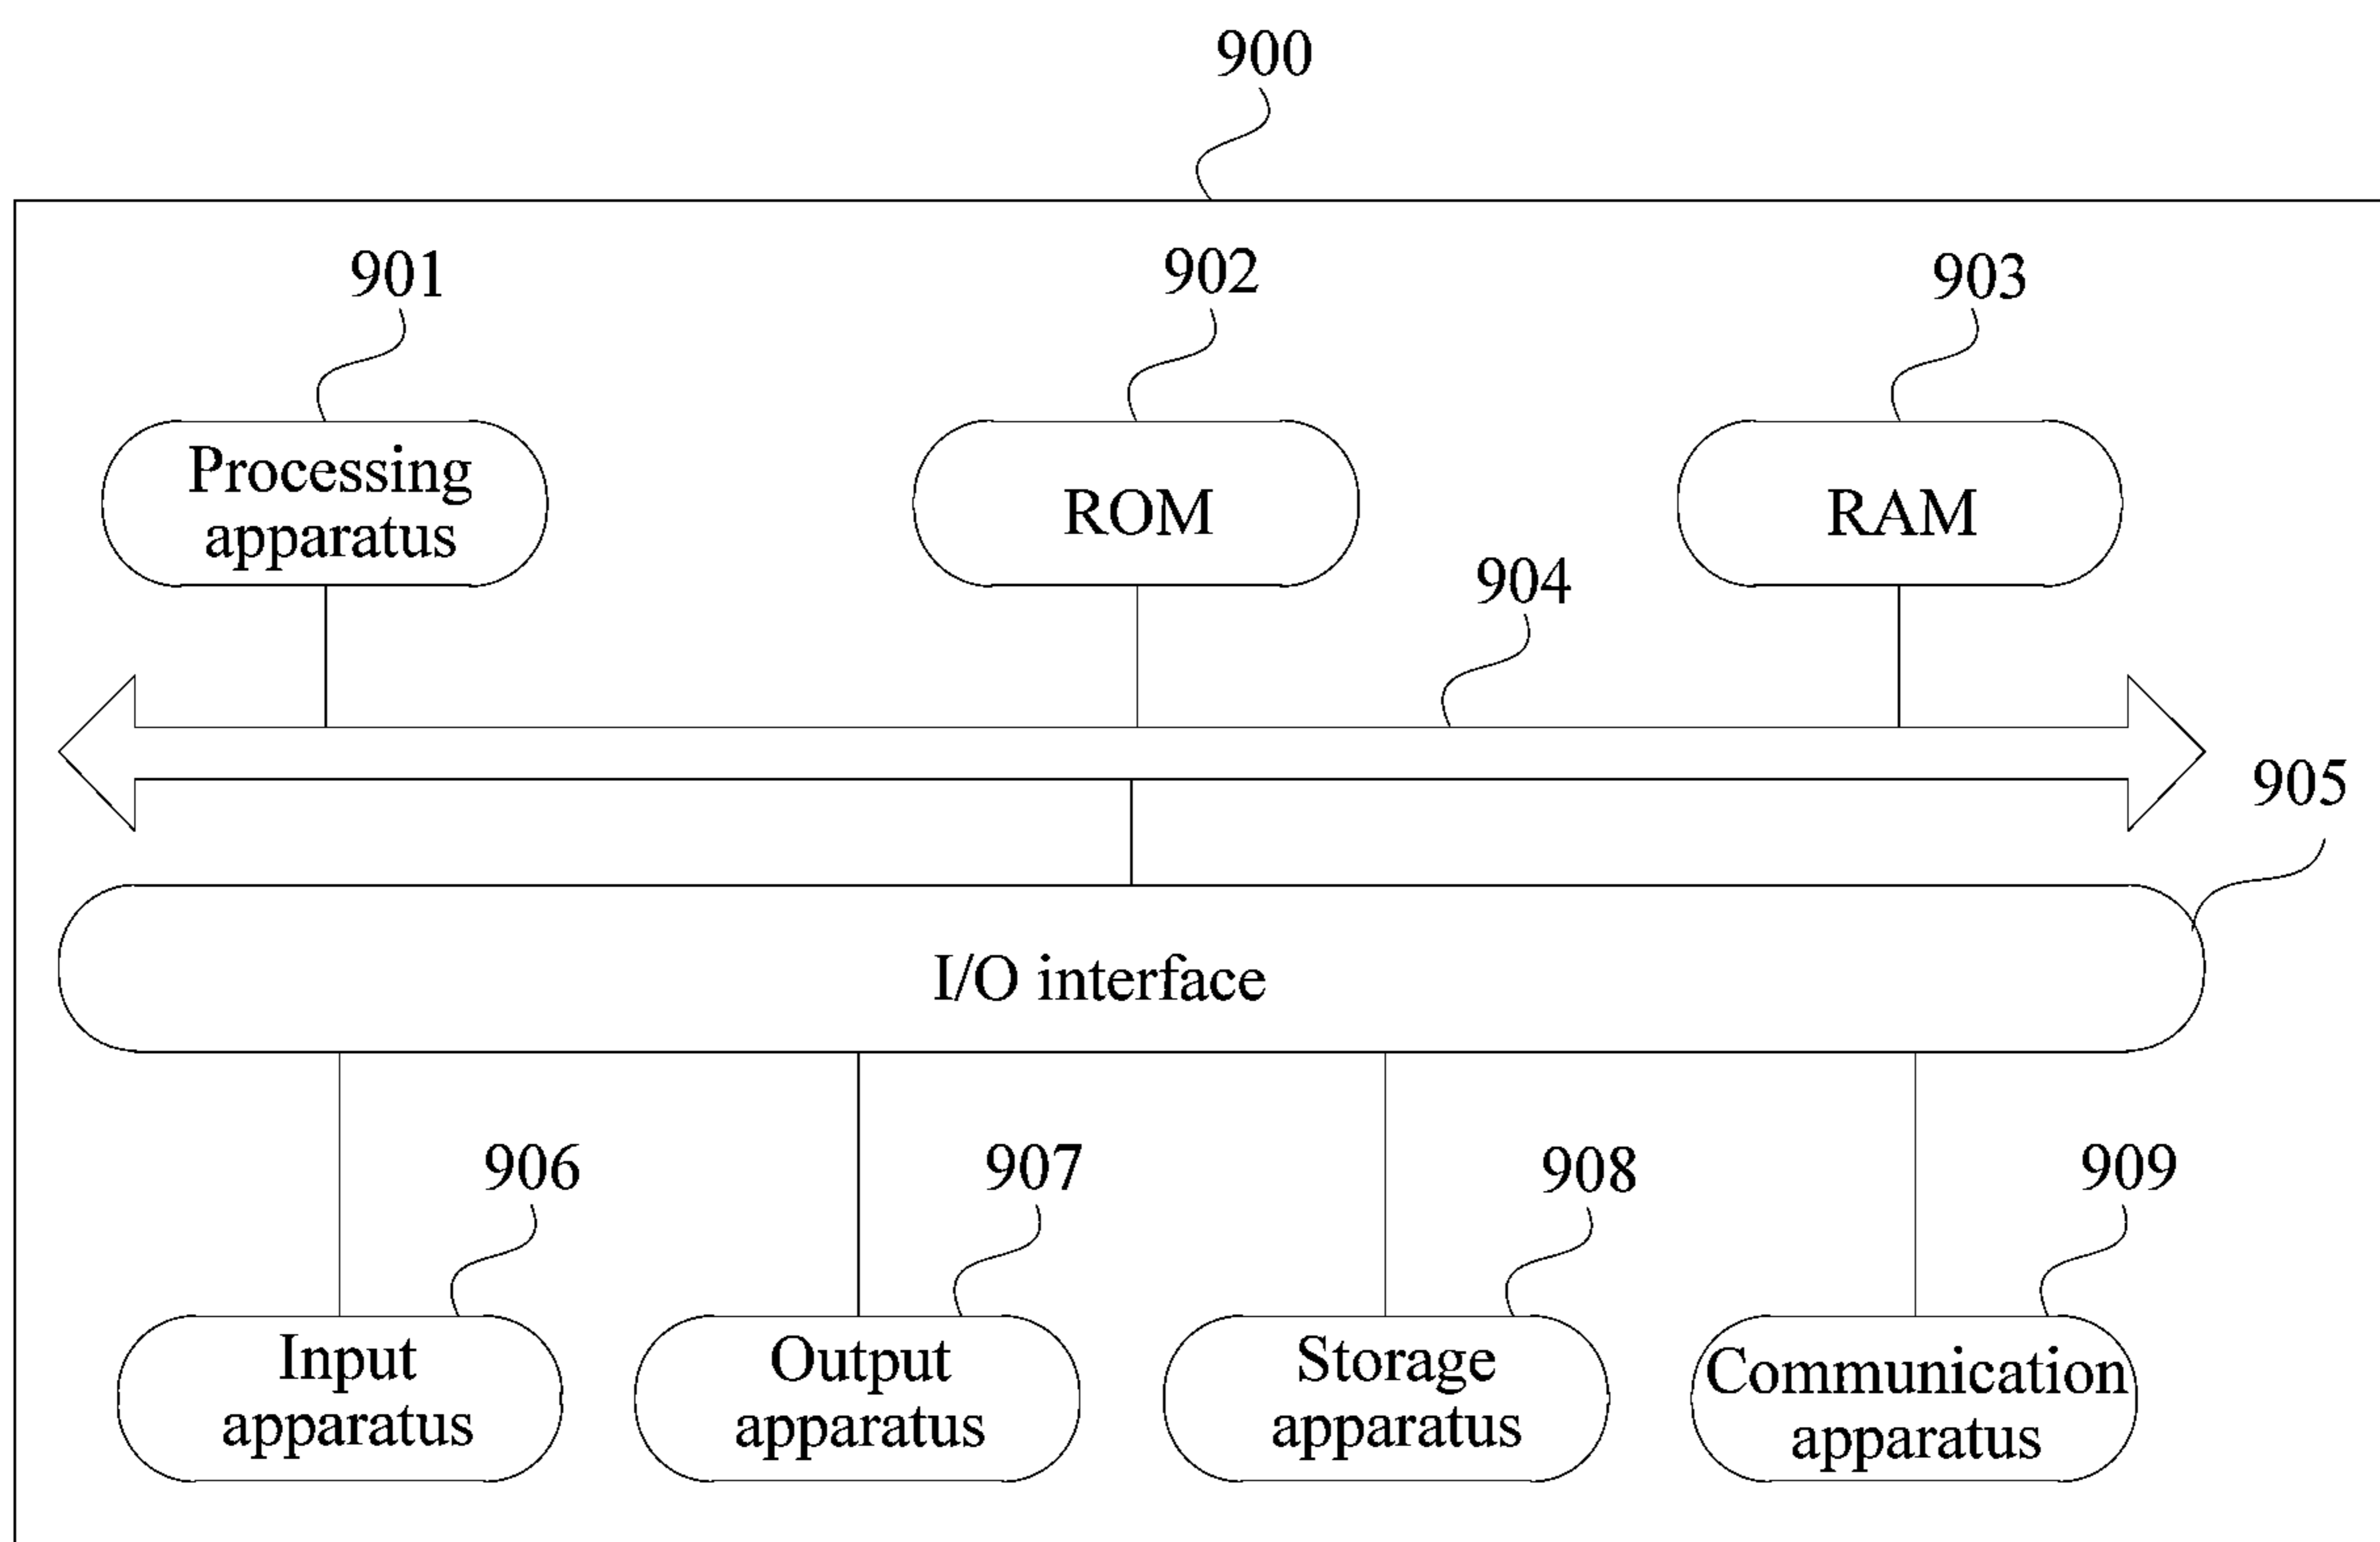 900
901
902
903
Processing
apparatus
ROM
RAM
904
905
I/O interface
906
907
908
909
Input
apparatus
Output
apparatus
Storage
apparatus
Communication
apparatus